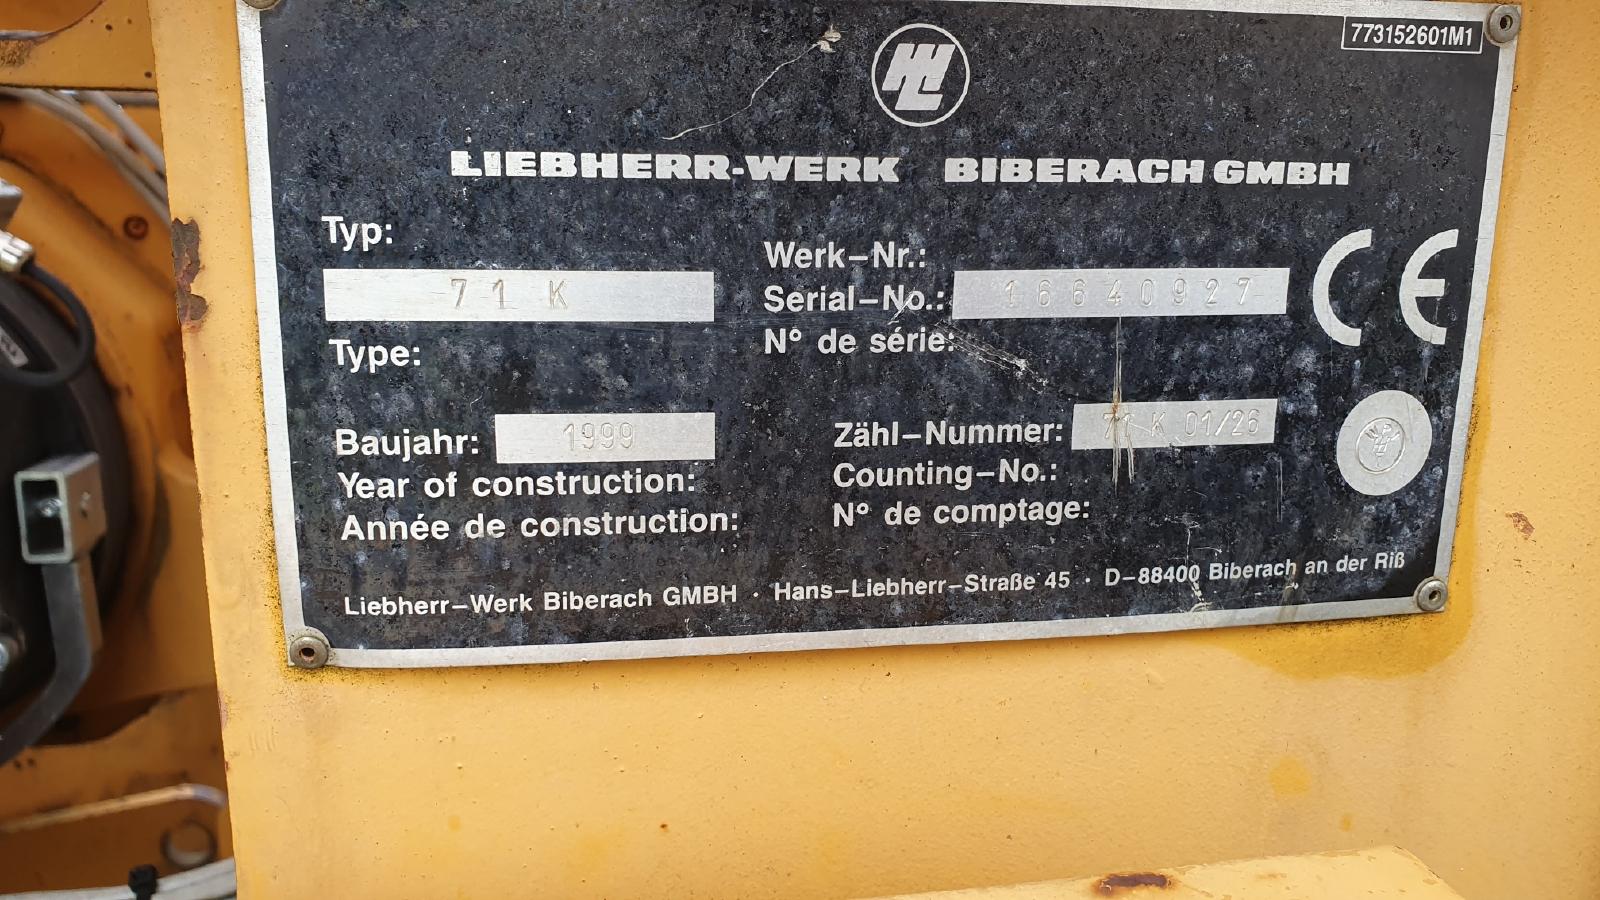 773152601M1
LIEBHERR-WERK BIBERACH GMBH
Typ:
71 K
Type:
Werk-Nr.:
Serial-No.: 16640927
N° de série:
CE
Baujahr: 1999
Year of construction:
Année de construction:
Zähl-Nummer: 71 K 01/26
Counting-No.:
N° de comptage:
Liebherr-Werk Biberach GMBH · Hans-Liebherr-Straße 45 · D-88400 Biberach an der Riß